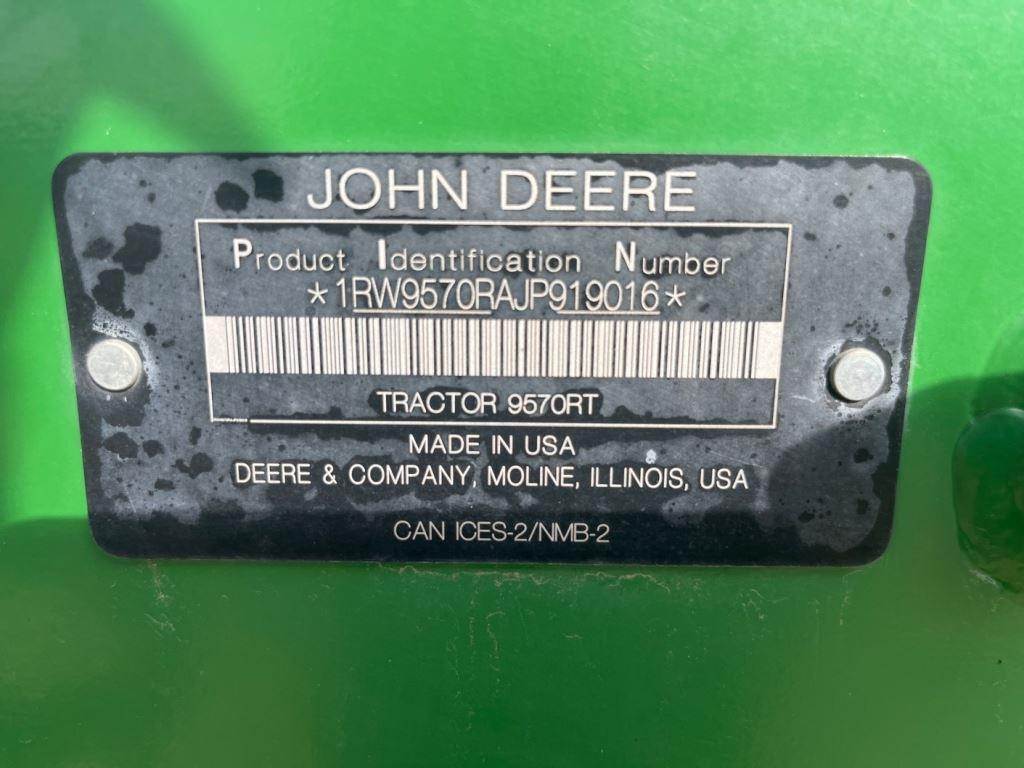 JOHN DEERE
Product Identification Number
*1RW9570RAJP919016*
TRACTOR 9570RT
MADE IN USA
DEERE & COMPANY, MOLINE, ILLINOIS, USA
CAN ICES-2/NMB-2